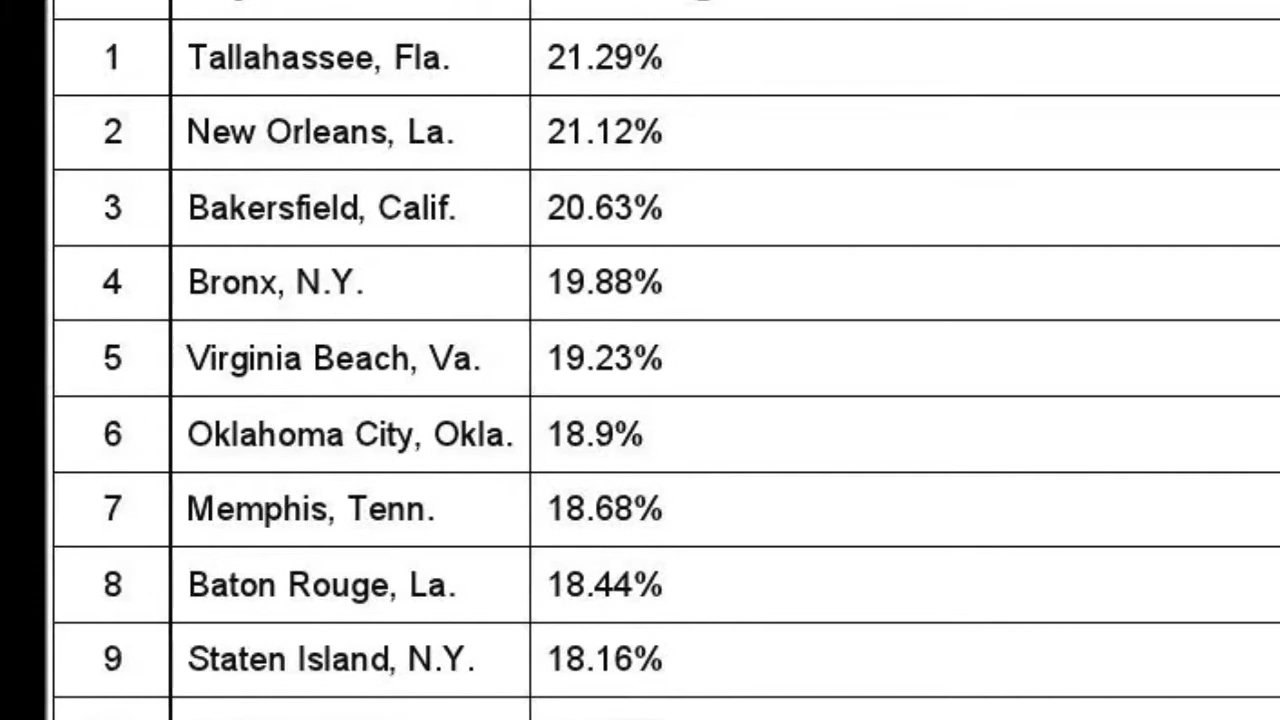 1 Tallahassee, Fla. 21.29%
2 New Orleans, La. 21.12%
3 Bakersfield, Calif. 20.63%
4 Bronx, N.Y. 19.88%
5 Virginia Beach, Va. 19.23%
6 Oklahoma City, Okla. 18.9%
7 Memphis, Tenn. 18.68%
8 Baton Rouge, La. 18.44%
9 Staten Island, N.Y. 18.16%